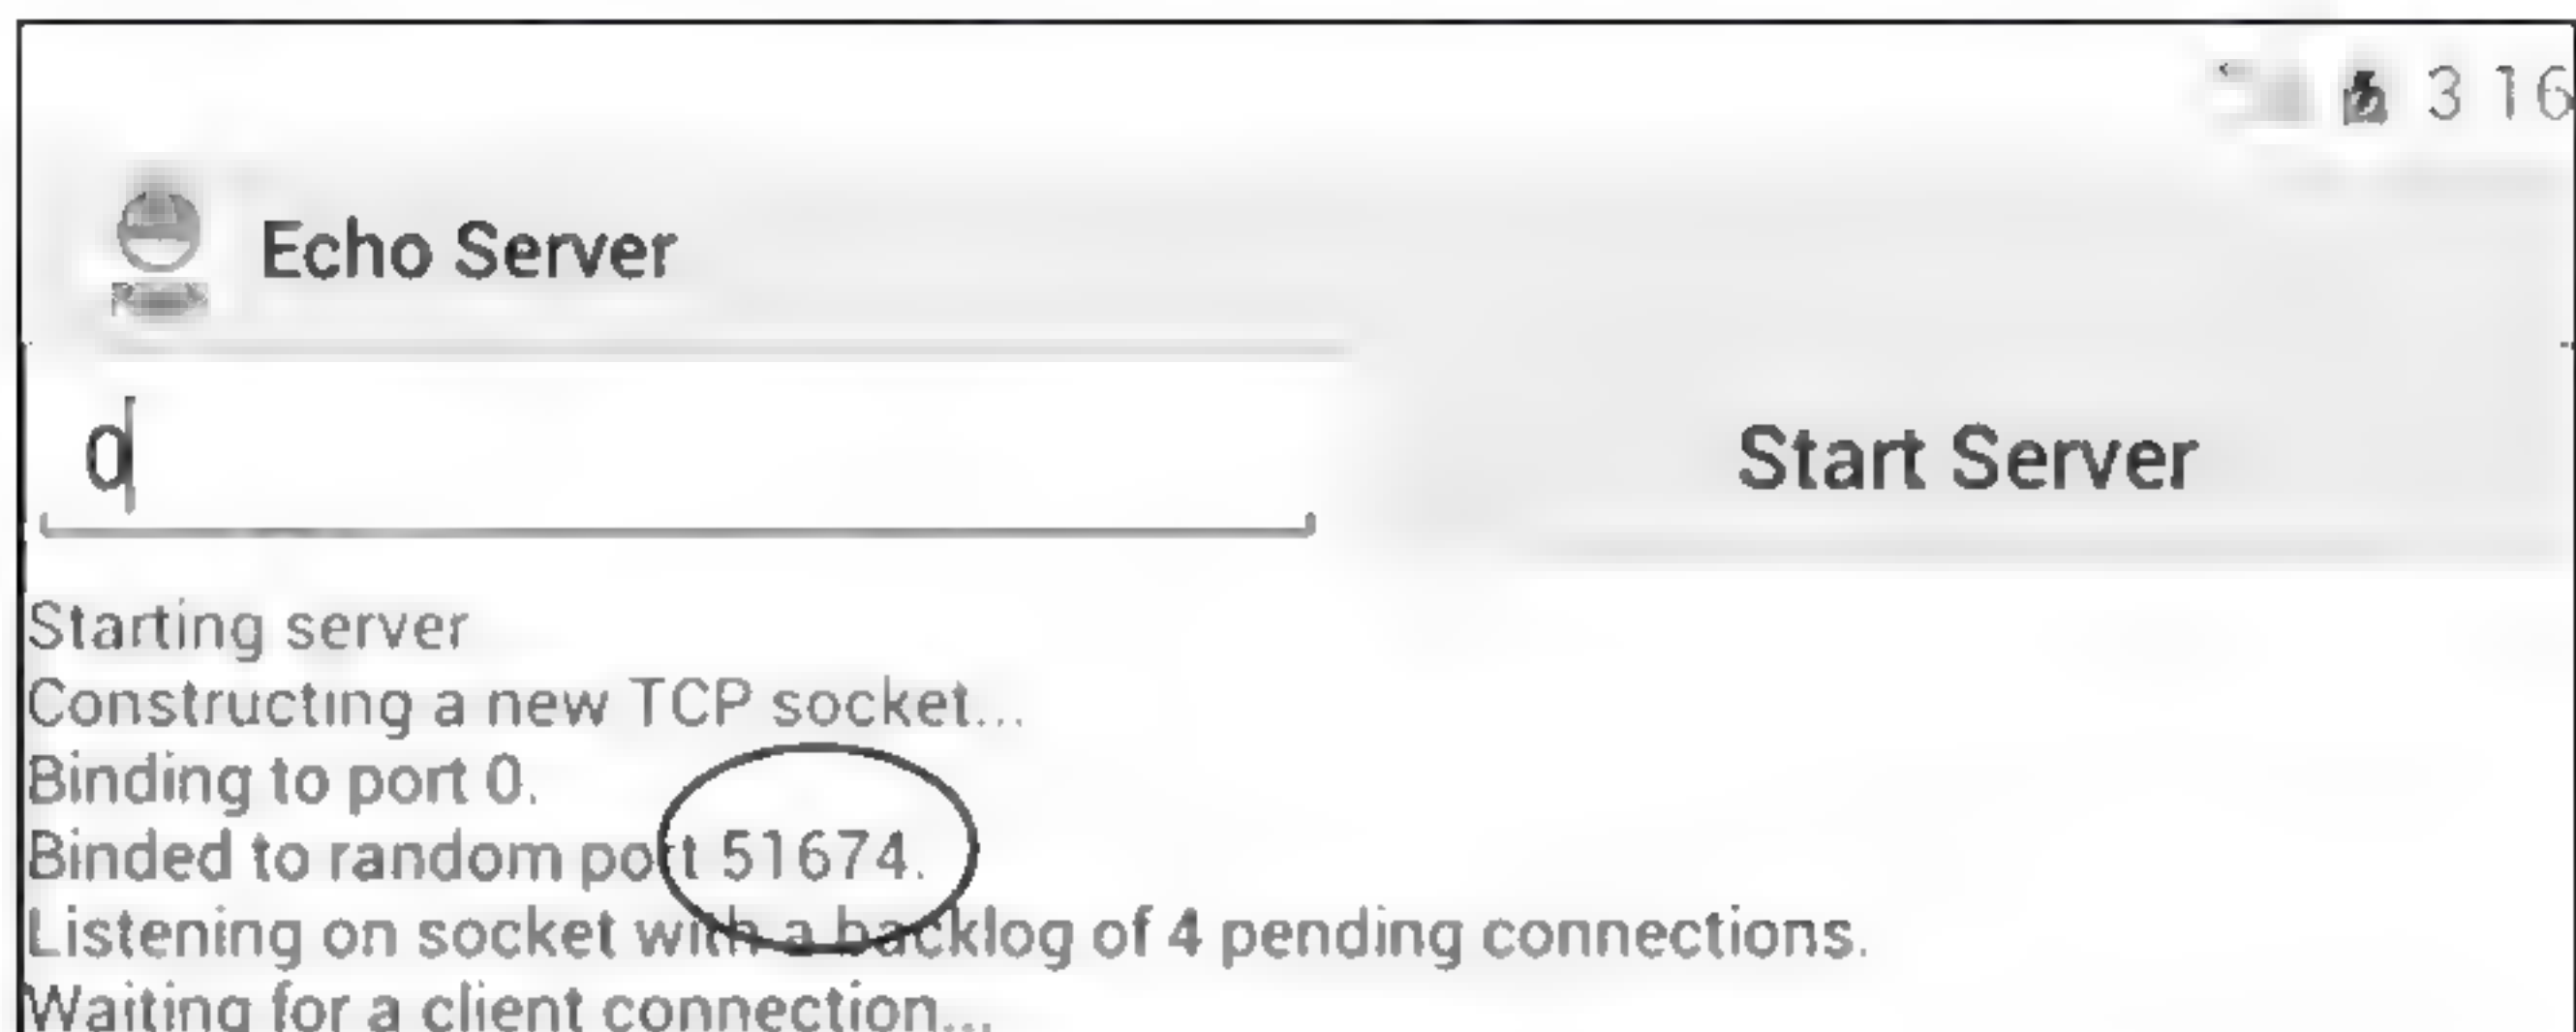 3 16
Echo Server
0
Start Server
Starting server
Constructing a new TCP socket...
Binding to port 0.
Binded to random port 51674.
Listening on socket with a backlog of 4 pending connections.
Waiting for a client connection...